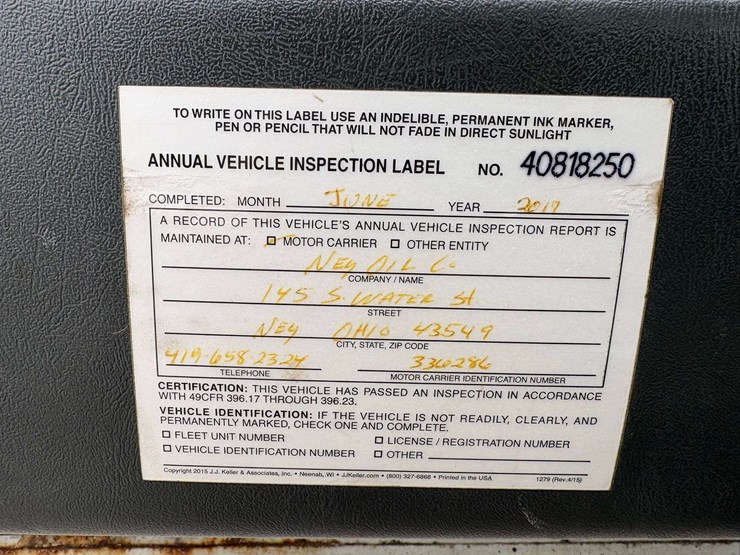 TO WRITE ON THIS LABEL USE AN INDELIBLE, PERMANENT INK MARKER,
PEN OR PENCIL THAT WILL NOT FADE IN DIRECT SUNLIGHT
ANNUAL VEHICLE INSPECTION LABEL NO. 40818250
COMPLETED: MONTH JUNE YEAR 2017
A RECORD OF THIS VEHICLE'S ANNUAL VEHICLE INSPECTION REPORT IS
MAINTAINED AT: MOTOR CARRIER OTHER ENTITY
NEY OIL Co
COMPANY / NAME
145 S. WATER St
STREET
NEY OHIO 43549
CITY, STATE, ZIP CODE
419-658-2324 336286
TELEPHONE MOTOR CARRIER IDENTIFICATION NUMBER
CERTIFICATION: THIS VEHICLE HAS PASSED AN INSPECTION IN ACCORDANCE
WITH 49CFR 396.17 THROUGH 396.23.
VEHICLE IDENTIFICATION: IF THE VEHICLE IS NOT READILY, CLEARLY, AND
PERMANENTLY MARKED, CHECK ONE AND COMPLETE.
FLEET UNIT NUMBER LICENSE / REGISTRATION NUMBER
VEHICLE IDENTIFICATION NUMBER OTHER
Copyright 2015 J.J. Keller & Associates, Inc. • Neenah, WI • JJKeller.com • (800) 327-6868 • Printed in the USA 1279 (Rev.4/15)